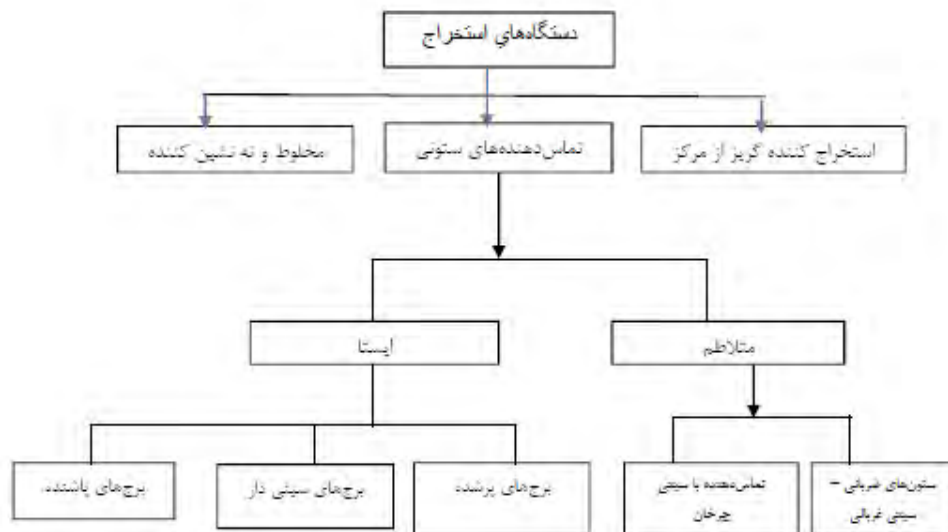 دستگاه‌هاي استخراج
استخراج کننده گریز از مرکز
تماس‌دهنده‌های ستونی
مخلوط و ته نشین کننده
متلاطم
ایستا
ستون‌های ضربانی –
سینی غربالی
تماس‌دهنده با سینی
چرخان
برج‌های پرشده
برج‌های سینی دار
برج‌های پاشنده